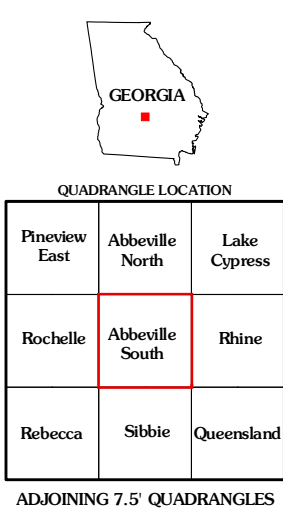 GEORGIA
QUADRANGLE LOCATION
Pineview
East
Abbeville
North
Lake
Cypress
Rochelle
Abbeville
South
Rhine
Rebecca
Sibbie
Queensland
ADJOINING 7.5' QUADRANGLES